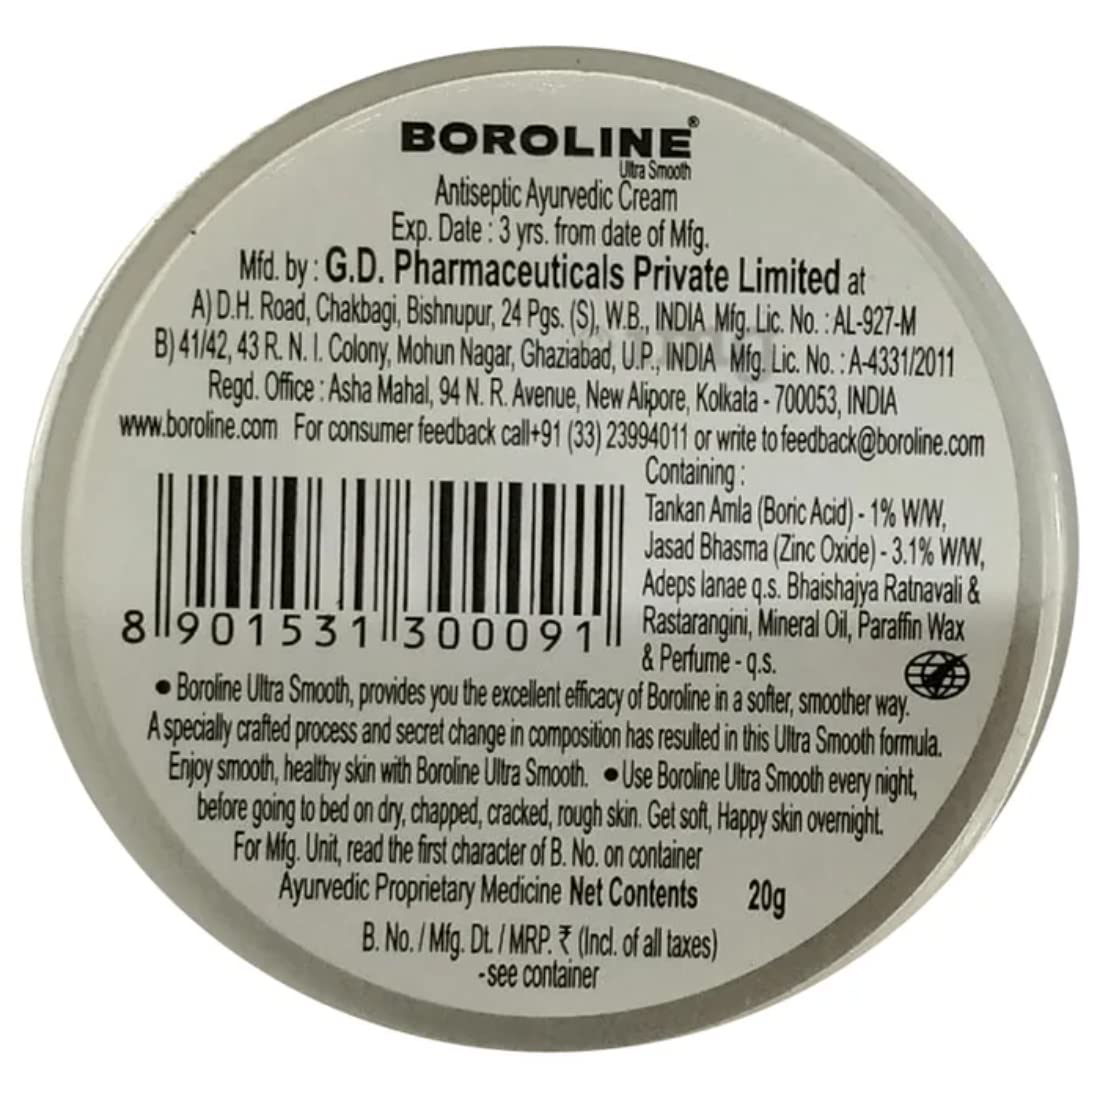 BOROLINE®
Ultra Smooth
Antiseptic Ayurvedic Cream
Exp. Date : 3 yrs. from date of Mfg.
Mfd. by : G.D. Pharmaceuticals Private Limited at
A) D.H. Road, Chakbagi, Bishnupur, 24 Pgs. (S), W.B., INDIA Mfg. Lic. No. : AL-927-M
B) 41/42, 43 R. N. I. Colony, Mohun Nagar, Ghaziabad, U.P., INDIA Mfg. Lic. No. : A-4331/2011
Regd. Office : Asha Mahal, 94 N. R. Avenue, New Alipore, Kolkata - 700053, INDIA
www.boroline.com For consumer feedback call+91 (33) 23994011 or write to feedback@boroline.com
Containing :
Tankan Amla (Boric Acid) - 1% W/W,
Jasad Bhasma (Zinc Oxide) - 3.1% W/W,
Adeps lanae q.s. Bhaishajya Ratnavali &
Rastarangini, Mineral Oil, Paraffin Wax
& Perfume - q.s.
8 901531 300091
• Boroline Ultra Smooth, provides you the excellent efficacy of Boroline in a softer, smoother way.
A specially crafted process and secret change in composition has resulted in this Ultra Smooth formula.
Enjoy smooth, healthy skin with Boroline Ultra Smooth. • Use Boroline Ultra Smooth every night,
before going to bed on dry, chapped, cracked, rough skin. Get soft, Happy skin overnight.
For Mfg. Unit, read the first character of B. No. on container
Ayurvedic Proprietary Medicine Net Contents 20g
B. No. / Mfg. Dt. / MRP. ₹ (Incl. of all taxes)
-see container